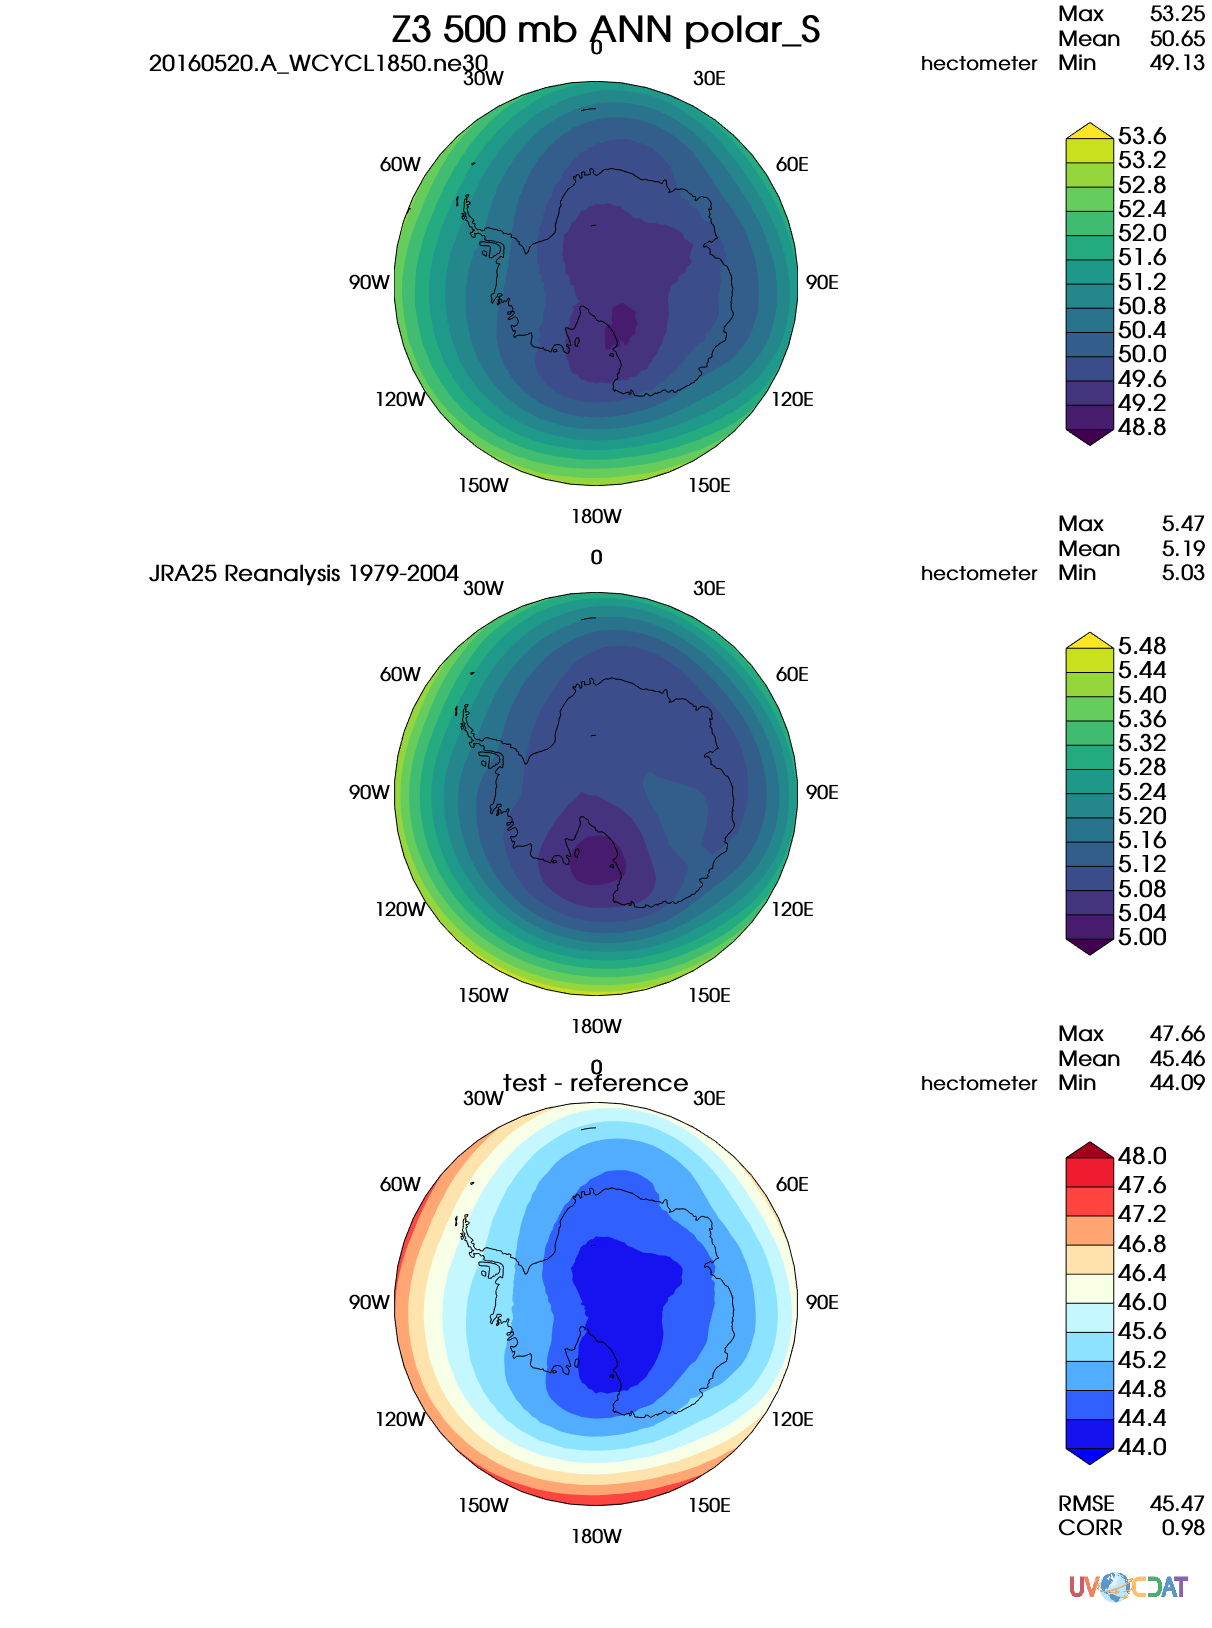 Z3 500 mb ANN polar_S
Max 53.25
Mean 50.65
20160520.A_WCYCL1850.ne30 hectometer Min 49.13
0
30W 30E
60W 60E
90W 90E
120W 120E
150W 150E
180W
53.6
53.2
52.8
52.4
52.0
51.6
51.2
50.8
50.4
50.0
49.6
49.2
48.8
Max 5.47
Mean 5.19
JRA25 Reanalysis 1979-2004 hectometer Min 5.03
0
30W 30E
60W 60E
90W 90E
120W 120E
150W 150E
180W
5.48
5.44
5.40
5.36
5.32
5.28
5.24
5.20
5.16
5.12
5.08
5.04
5.00
Max 47.66
Mean 45.46
test - reference hectometer Min 44.09
0
30W 30E
60W 60E
90W 90E
120W 120E
150W 150E
180W
48.0
47.6
47.2
46.8
46.4
46.0
45.6
45.2
44.8
44.4
44.0
RMSE 45.47
CORR 0.98
UV CDAT